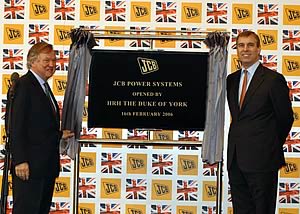 JCB
JCB POWER SYSTEMS
OPENED BY
HRH THE DUKE OF YORK
16th FEBRUARY 2006